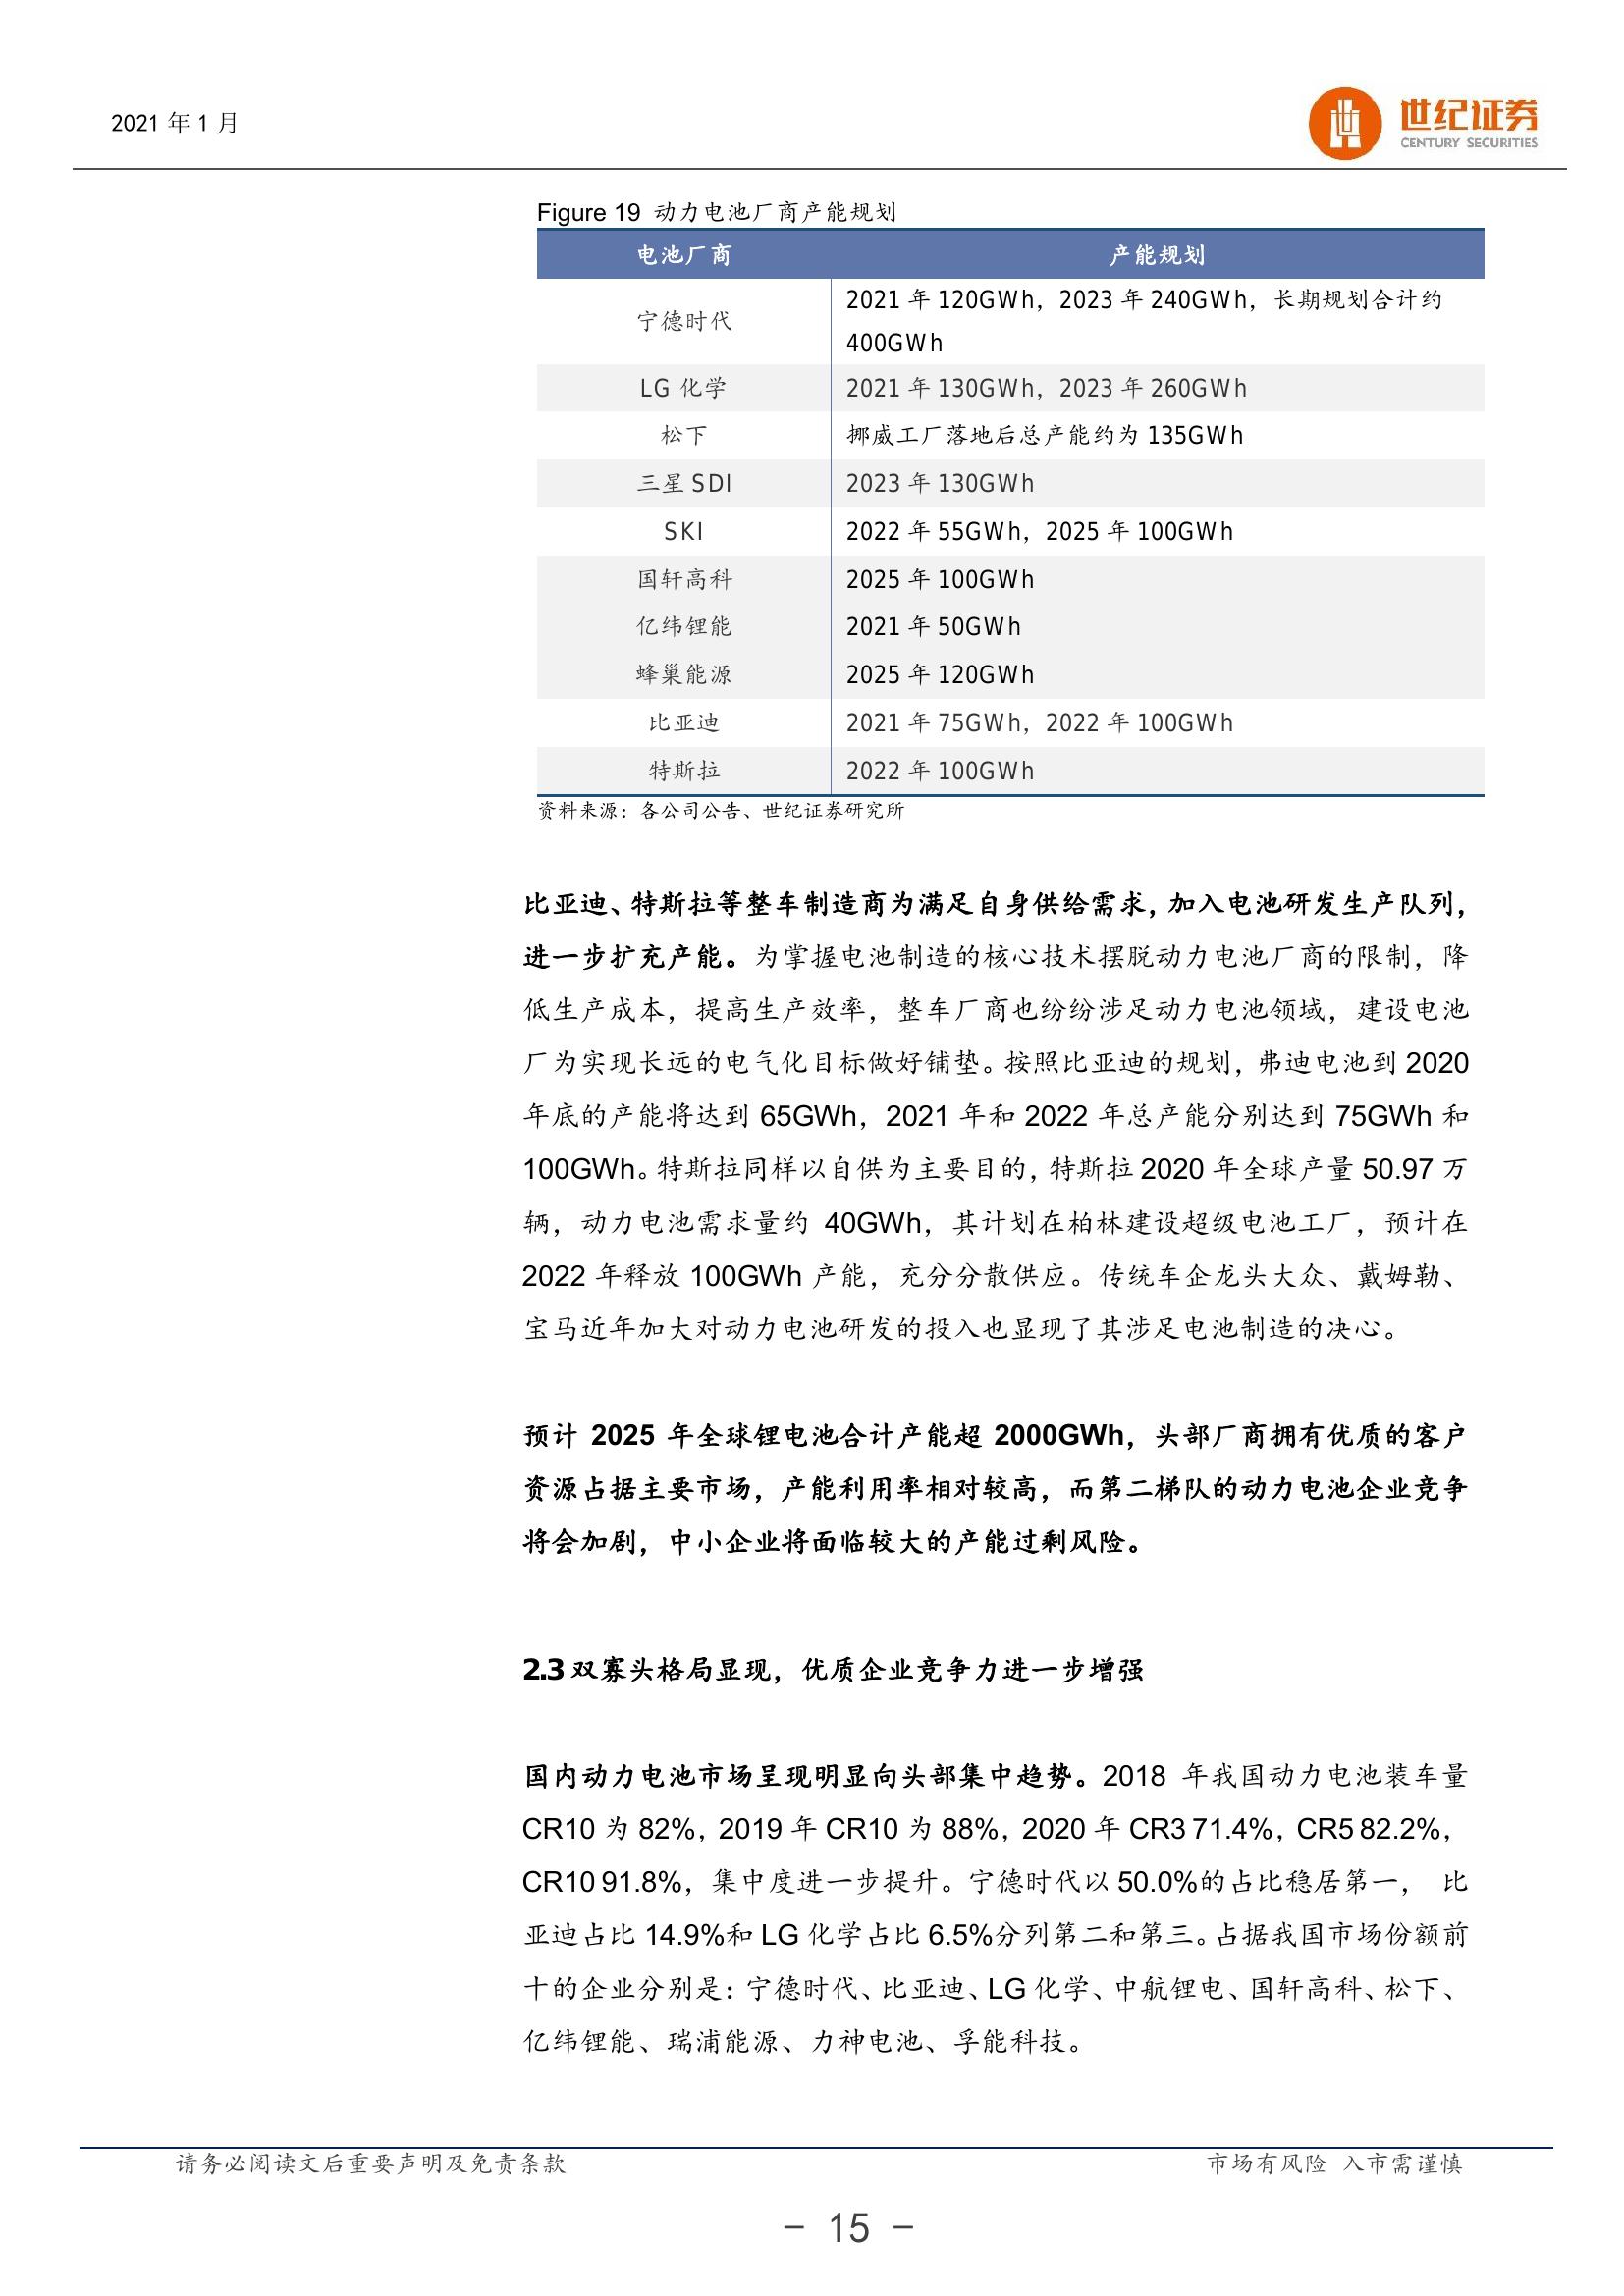 2021 年 1 月
世纪证券
CENTURY SECURITIES
Figure 19 动力电池厂商产能规划
电池厂商 产能规划
宁德时代 2021 年 120GWh，2023 年 240GWh，长期规划合计约
400GWh
LG 化学 2021 年 130GWh，2023 年 260GWh
松下 挪威工厂落地后总产能约为 135GWh
三星 SDI 2023 年 130GWh
SKI 2022 年 55GWh，2025 年 100GWh
国轩高科 2025 年 100GWh
亿纬锂能 2021 年 50GWh
蜂巢能源 2025 年 120GWh
比亚迪 2021 年 75GWh，2022 年 100GWh
特斯拉 2022 年 100GWh
资料来源：各公司公告、世纪证券研究所
比亚迪、特斯拉等整车制造商为满足自身供给需求，加入电池研发生产队列，
进一步扩充产能。为掌握电池制造的核心技术摆脱动力电池厂商的限制，降
低生产成本，提高生产效率，整车厂商也纷纷涉足动力电池领域，建设电池
厂为实现长远的电气化目标做好铺垫。按照比亚迪的规划，弗迪电池到 2020
年底的产能将达到 65GWh，2021 年和 2022 年总产能分别达到 75GWh 和
100GWh。特斯拉同样以自供为主要目的，特斯拉 2020 年全球产量 50.97 万
辆，动力电池需求量约 40GWh，其计划在柏林建设超级电池工厂，预计在
2022 年释放 100GWh 产能，充分分散供应。传统车企龙头大众、戴姆勒、
宝马近年加大对动力电池研发的投入也显现了其涉足电池制造的决心。
预计 2025 年全球锂电池合计产能超 2000GWh，头部厂商拥有优质的客户
资源占据主要市场，产能利用率相对较高，而第二梯队的动力电池企业竞争
将会加剧，中小企业将面临较大的产能过剩风险。
2.3 双寡头格局显现，优质企业竞争力进一步增强
国内动力电池市场呈现明显向头部集中趋势。2018 年我国动力电池装车量
CR10 为 82%，2019 年 CR10 为 88%，2020 年 CR3 71.4%，CR5 82.2%，
CR10 91.8%，集中度进一步提升。宁德时代以 50.0%的占比稳居第一， 比
亚迪占比 14.9%和 LG 化学占比 6.5%分列第二和第三。占据我国市场份额前
十的企业分别是：宁德时代、比亚迪、LG 化学、中航锂电、国轩高科、松下、
亿纬锂能、瑞浦能源、力神电池、孚能科技。
请务必阅读文后重要声明及免责条款 市场有风险 入市需谨慎
- 15 -